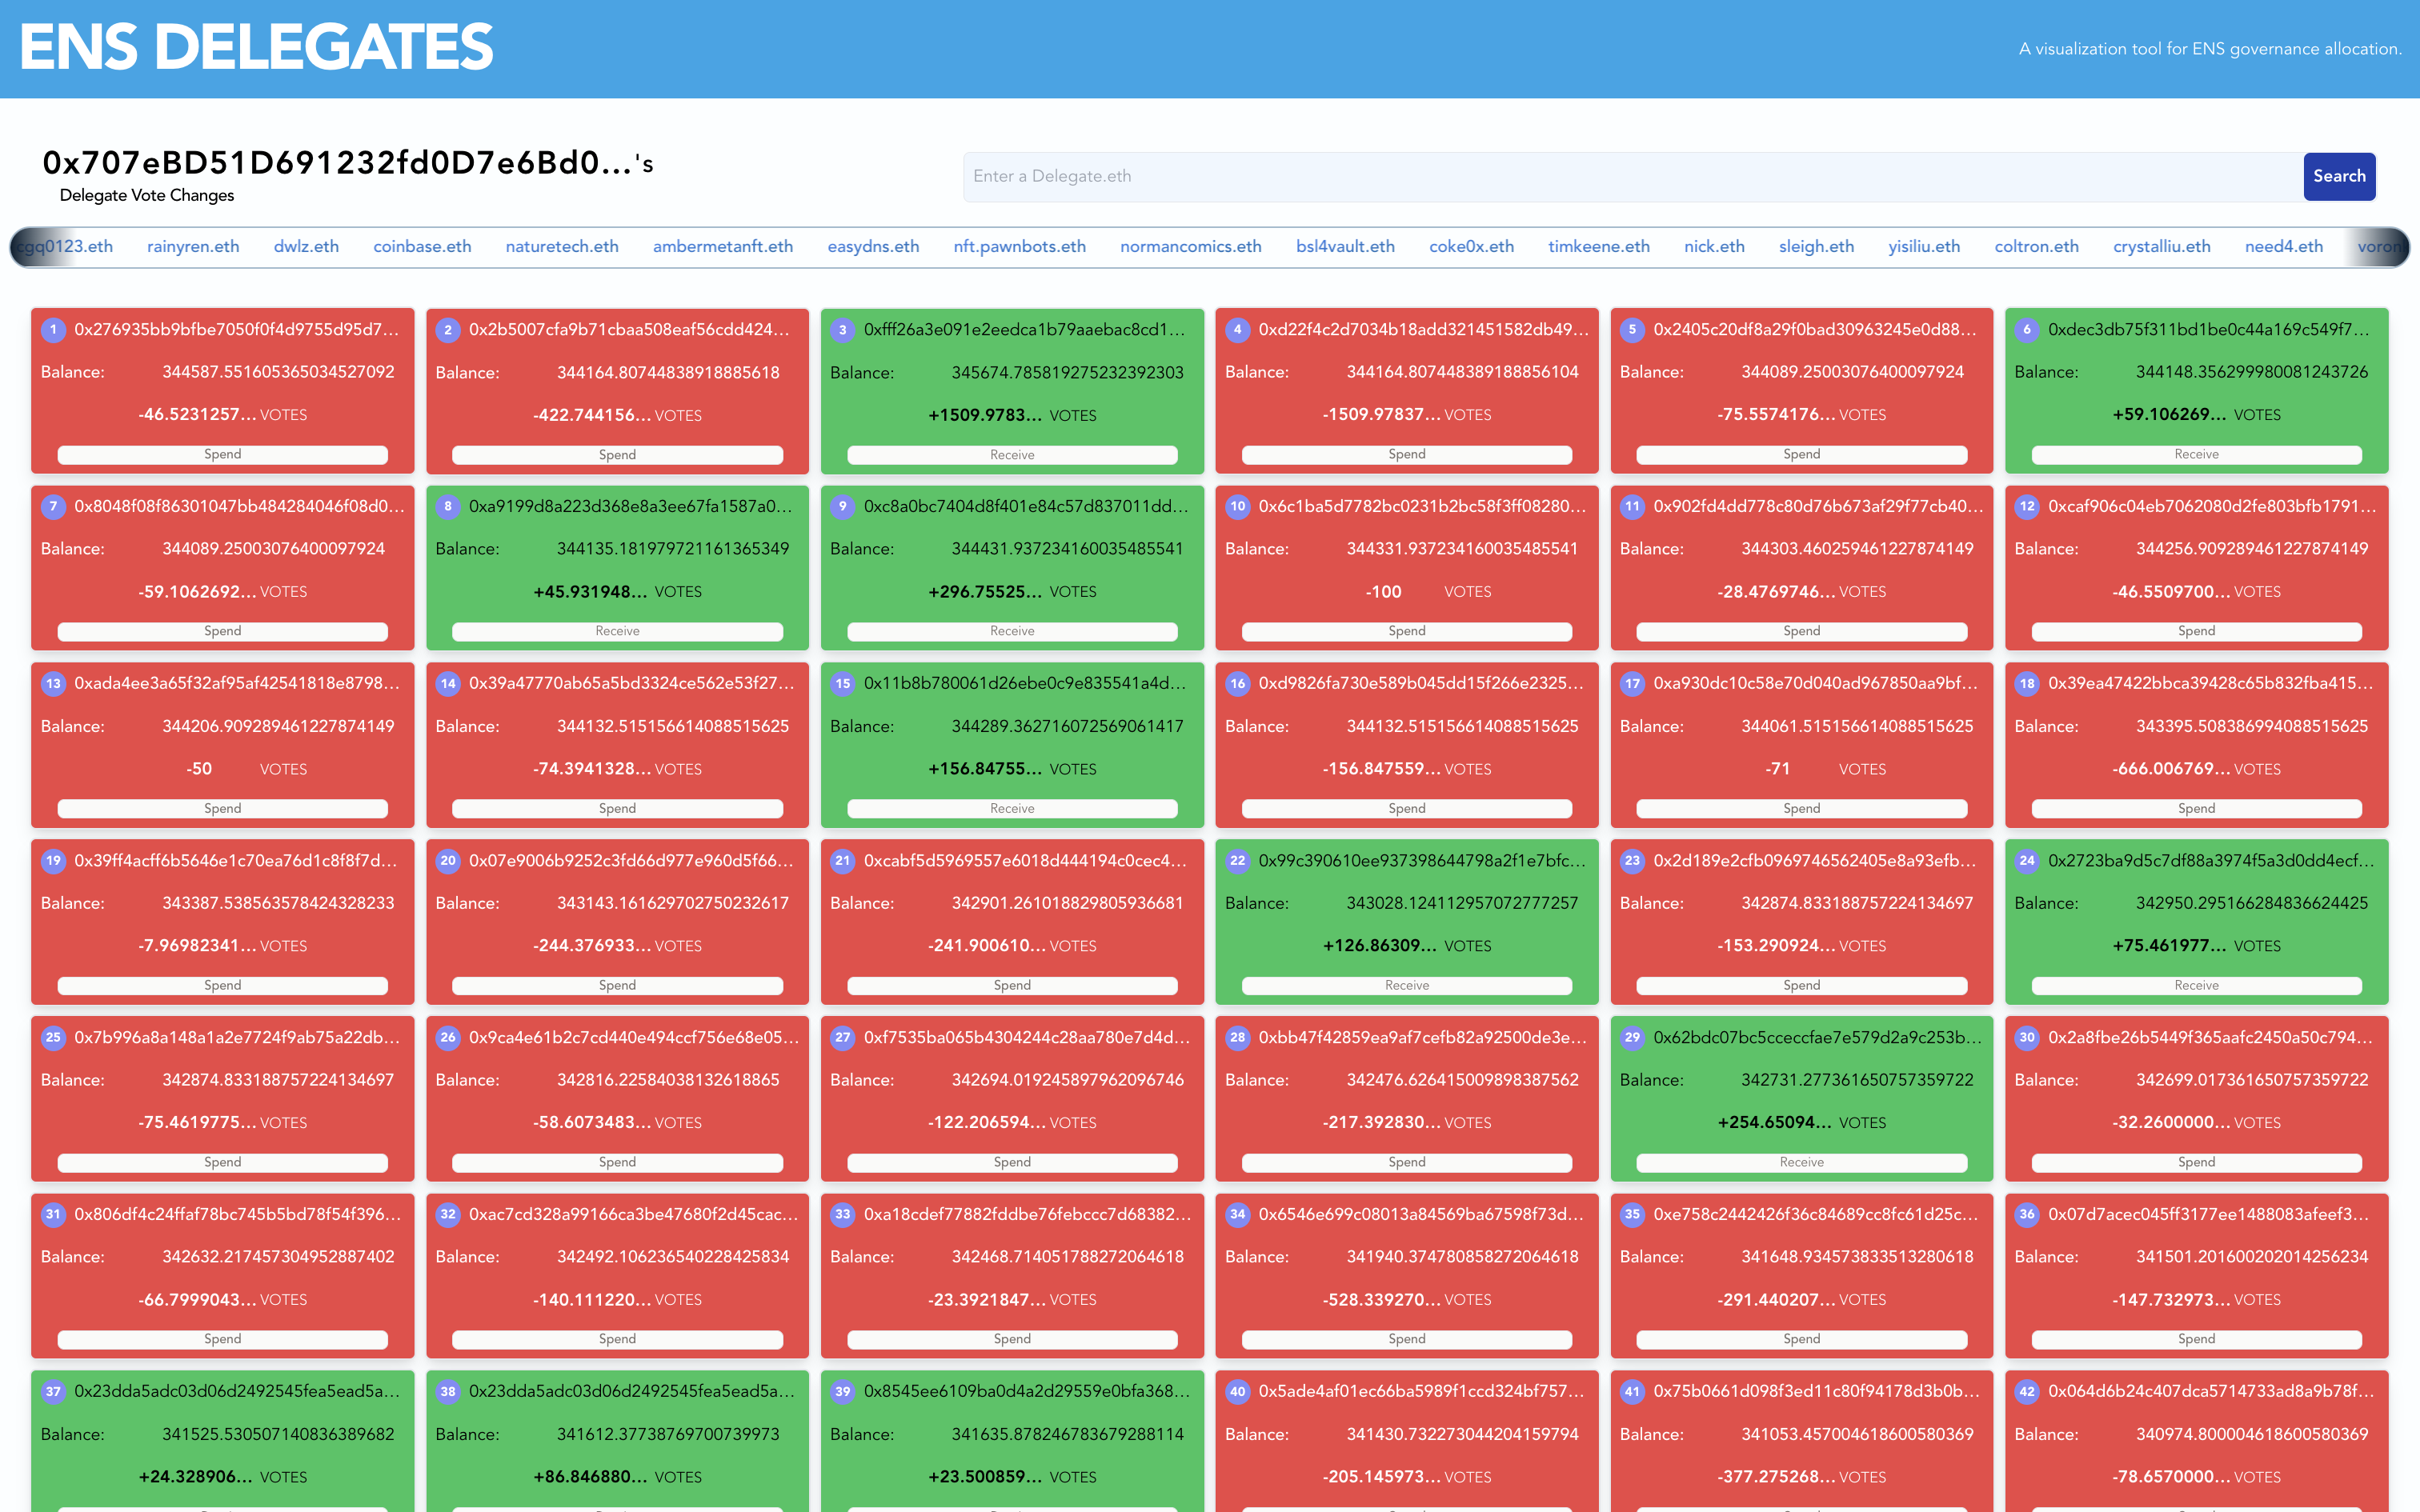 ENS DELEGATES
A visualization tool for ENS governance allocation.
0x707eBD51D691232fd0D7e6Bd0...'s
Delegate Vote Changes
Enter a Delegate.eth
Search
cgq0123.eth rainyren.eth dwlz.eth coinbase.eth naturetech.eth ambermetanft.eth easydns.eth nft.pawnbots.eth normancomics.eth bsl4vault.eth coke0x.eth timkeene.eth nick.eth sleigh.eth yisiliu.eth coltron.eth crystalliu.eth need4.eth voron
1 0x276935bb9bfbe7050f0f4d9755d95d7...
Balance: 344587.551605365034527092
-46.5231257... VOTES
Spend
2 0x2b5007cfa9b71cbaa508eaf56cdd424...
Balance: 344164.80744838918885618
-422.744156... VOTES
Spend
3 0xfff26a3e091e2eedca1b79aaebac8cd1...
Balance: 345674.785819275232392303
+1509.9783... VOTES
Receive
4 0xd22f4c2d7034b18add321451582db49...
Balance: 344164.807448389188856104
-1509.97837... VOTES
Spend
5 0x2405c20df8a29f0bad30963245e0d88...
Balance: 344089.25003076400097924
-75.5574176... VOTES
Spend
6 0xdec3db75f311bd1be0c44a169c549f7...
Balance: 344148.356299980081243726
+59.106269... VOTES
Receive
7 0x8048f08f86301047bb484284046f08d0...
Balance: 344089.25003076400097924
-59.1062692... VOTES
Spend
8 0xa9199d8a223d368e8a3ee67fa1587a0...
Balance: 344135.181979721161365349
+45.931948... VOTES
Receive
9 0xc8a0bc7404d8f401e84c57d837011dd...
Balance: 344431.937234160035485541
+296.75525... VOTES
Receive
10 0x6c1ba5d7782bc0231b2bc58f3ff08280...
Balance: 344331.937234160035485541
-100 VOTES
Spend
11 0x902fd4dd778c80d76b673af29f77cb40...
Balance: 344303.460259461227874149
-28.4769746... VOTES
Spend
12 0xcaf906c04eb7062080d2fe803bfb1791...
Balance: 344256.909289461227874149
-46.5509700... VOTES
Spend
13 0xada4ee3a65f32af95af42541818e8798...
Balance: 344206.909289461227874149
-50 VOTES
Spend
14 0x39a47770ab65a5bd3324ce562e53f27...
Balance: 344132.515156614088515625
-74.3941328... VOTES
Spend
15 0x11b8b780061d26ebe0c9e835541a4d...
Balance: 344289.362716072569061417
+156.84755... VOTES
Receive
16 0xd9826fa730e589b045dd15f266e2325...
Balance: 344132.515156614088515625
-156.847559... VOTES
Spend
17 0xa930dc10c58e70d040ad967850aa9bf...
Balance: 344061.515156614088515625
-71 VOTES
Spend
18 0x39ea47422bbca39428c65b832fba415...
Balance: 343395.508386994088515625
-666.006769... VOTES
Spend
19 0x39ff4acff6b5646e1c70ea76d1c8f8f7d...
Balance: 343387.538563578424328233
-7.96982341... VOTES
Spend
20 0x07e9006b9252c3fd66d977e960d5f66...
Balance: 343143.161629702750232617
-244.376933... VOTES
Spend
21 0xcabf5d5969557e6018d444194c0cec4...
Balance: 342901.261018829805936681
-241.900610... VOTES
Spend
22 0x99c390610ee937398644798a2f1e7bfc...
Balance: 343028.124112957072777257
+126.86309... VOTES
Receive
23 0x2d189e2cfb0969746562405e8a93efb...
Balance: 342874.833188757224134697
-153.290924... VOTES
Spend
24 0x2723ba9d5c7df88a3974f5a3d0dd4ecf...
Balance: 342950.295166284836624425
+75.461977... VOTES
Receive
25 0x7b996a8a148a1a2e7724f9ab75a22db...
Balance: 342874.833188757224134697
-75.4619775... VOTES
Spend
26 0x9ca4e61b2c7cd440e494ccf756e68e05...
Balance: 342816.22584038132618865
-58.6073483... VOTES
Spend
27 0xf7535ba065b4304244c28aa780e7d4d...
Balance: 342694.019245897962096746
-122.206594... VOTES
Spend
28 0xbb47f42859ea9af7cefb82a92500de3e...
Balance: 342476.626415009898387562
-217.392830... VOTES
Spend
29 0x62bdc07bc5cceccfae7e579d2a9c253b...
Balance: 342731.277361650757359722
+254.65094... VOTES
Receive
30 0x2a8fbe26b5449f365aafc2450a50c794...
Balance: 342699.017361650757359722
-32.2600000... VOTES
Spend
31 0x806df4c24ffaf78bc745b5bd78f54f396...
Balance: 342632.217457304952887402
-66.7999043... VOTES
Spend
32 0xac7cd328a99166ca3be47680f2d45cac...
Balance: 342492.106236540228425834
-140.111220... VOTES
Spend
33 0xa18cdef77882fddbe76febccc7d68382...
Balance: 342468.714051788272064618
-23.3921847... VOTES
Spend
34 0x6546e699c08013a84569ba67598f73d...
Balance: 341940.374780858272064618
-528.339270... VOTES
Spend
35 0xe758c2442426f36c84689cc8fc61d25c...
Balance: 341648.934573833513280618
-291.440207... VOTES
Spend
36 0x07d7acec045ff3177ee1488083afeef3...
Balance: 341501.201600202014256234
-147.732973... VOTES
Spend
37 0x23dda5adc03d06d2492545fea5ead5a...
Balance: 341525.530507140836389682
+24.328906... VOTES
38 0x23dda5adc03d06d2492545fea5ead5a...
Balance: 341612.37738769700739973
+86.846880... VOTES
39 0x8545ee6109ba0d4a2d29559e0bfa368...
Balance: 341635.878246783679288114
+23.500859... VOTES
40 0x5ade4af01ec66ba5989f1ccd324bf757...
Balance: 341430.732273044204159794
-205.145973... VOTES
41 0x75b0661d098f3ed11c80f94178d3b0b...
Balance: 341053.457004618600580369
-377.275268... VOTES
42 0x064d6b24c407dca5714733ad8a9b78f...
Balance: 340974.800004618600580369
-78.6570000... VOTES